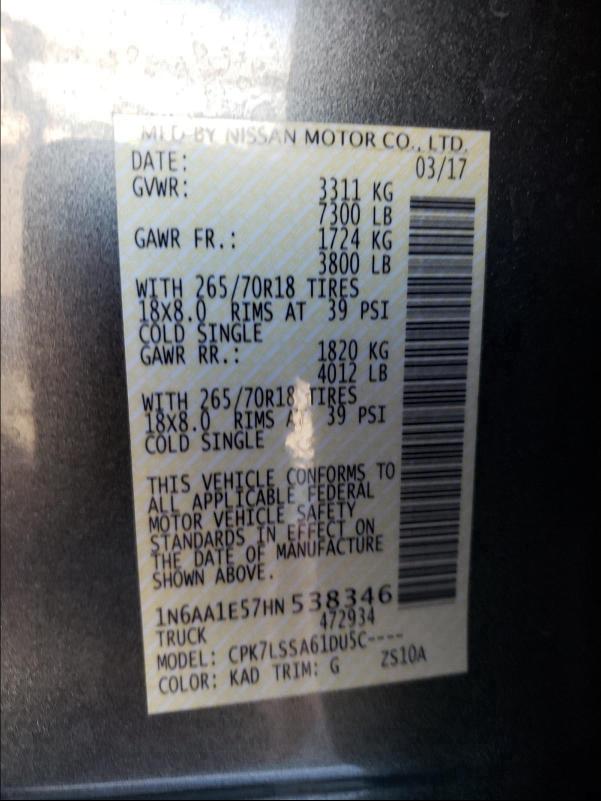 MFD BY NISSAN MOTOR CO., LTD.
DATE: 03/17
GVWR: 3311 KG
7300 LB
GAWR FR.: 1724 KG
3800 LB
WITH 265/70R18 TIRES
18X8.0 RIMS AT 39 PSI
COLD SINGLE
GAWR RR.: 1820 KG
4012 LB
WITH 265/70R18 TIRES
18X8.0 RIMS AT 39 PSI
COLD SINGLE
THIS VEHICLE CONFORMS TO
ALL APPLICABLE FEDERAL
MOTOR VEHICLE SAFETY
STANDARDS IN EFFECT ON
THE DATE OF MANUFACTURE
SHOWN ABOVE.
1N6AA1E57HN538346
TRUCK 472934
MODEL: CPK7LSSA61DU5C----
COLOR: KAD TRIM: G ZS10A